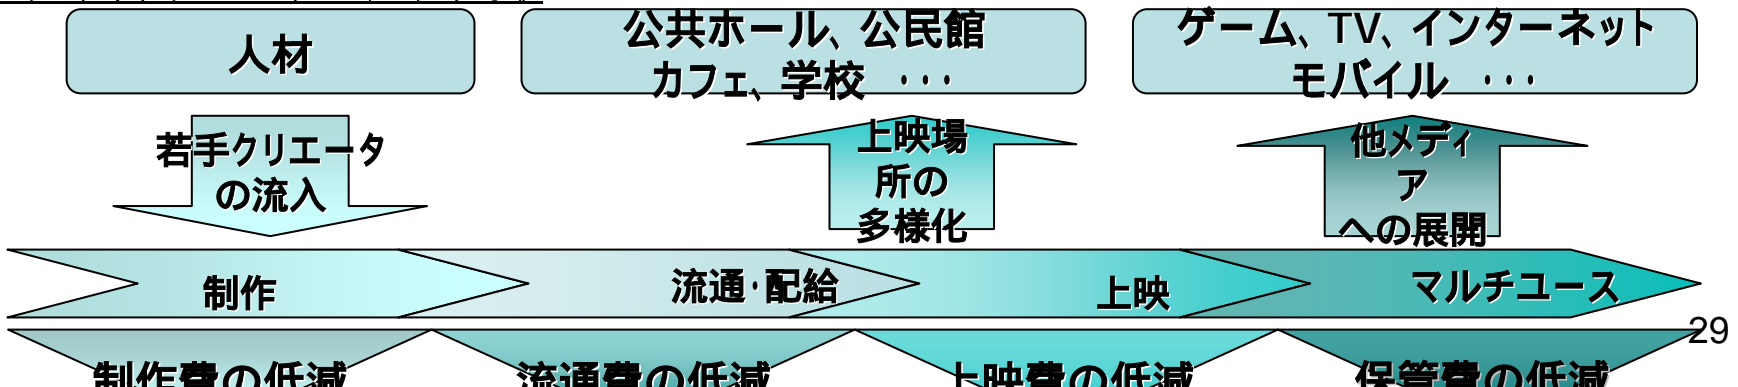 人材
公共ホール、公民館
カフェ、学校 ・・・
ゲーム、TV、インターネット
モバイル ・・・
若手クリエータ
の流入
上映場
所の
多様化
他メディ
ア
への展開
制作
流通・配給
上映
マルチユース
29
制作費の低減
流通費の低減
上映費の低減
保管費の低減